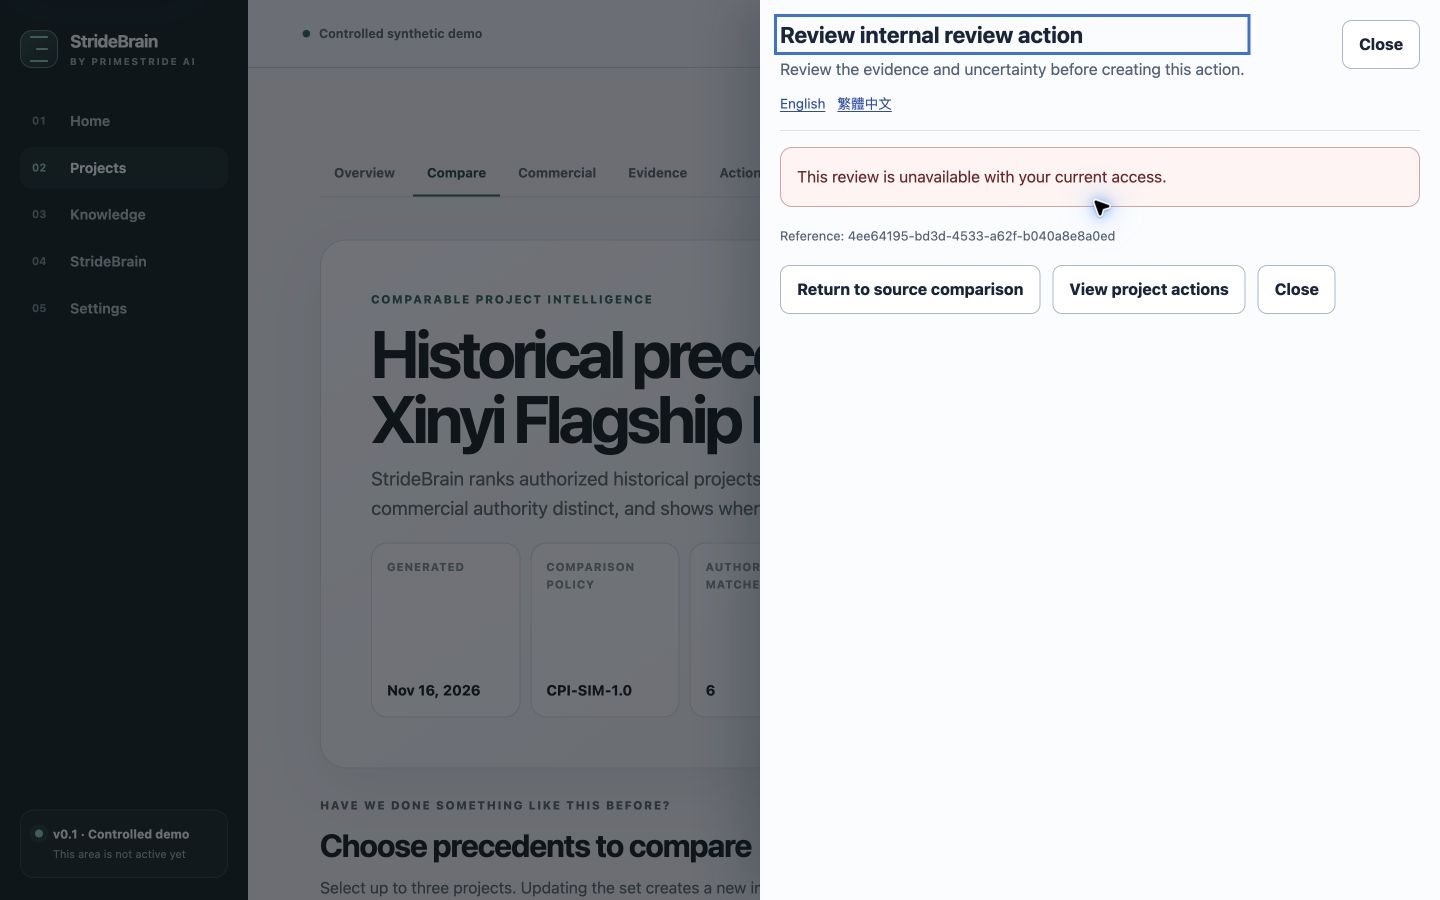 StrideBrain
BY PRIMESTRIDE AI
01 Home
02 Projects
03 Knowledge
04 StrideBrain
05 Settings
v0.1 · Controlled demo
This area is not active yet
Controlled synthetic demo
Overview Compare Commercial Evidence Action
COMPARABLE PROJECT INTELLIGENCE
Historical prec
Xinyi Flagship
StrideBrain ranks authorized historical projects
commercial authority distinct, and shows wher
GENERATED
Nov 16, 2026
COMPARISON
POLICY
CPI-SIM-1.0
AUTHOR
MATCHE
6
HAVE WE DONE SOMETHING LIKE THIS BEFORE?
Choose precedents to compare
Select up to three projects. Updating the set creates a new in
Review internal review action
Close
Review the evidence and uncertainty before creating this action.
English 繁體中文
This review is unavailable with your current access.
Reference: 4ee64195-bd3d-4533-a62f-b040a8e8a0ed
Return to source comparison View project actions Close